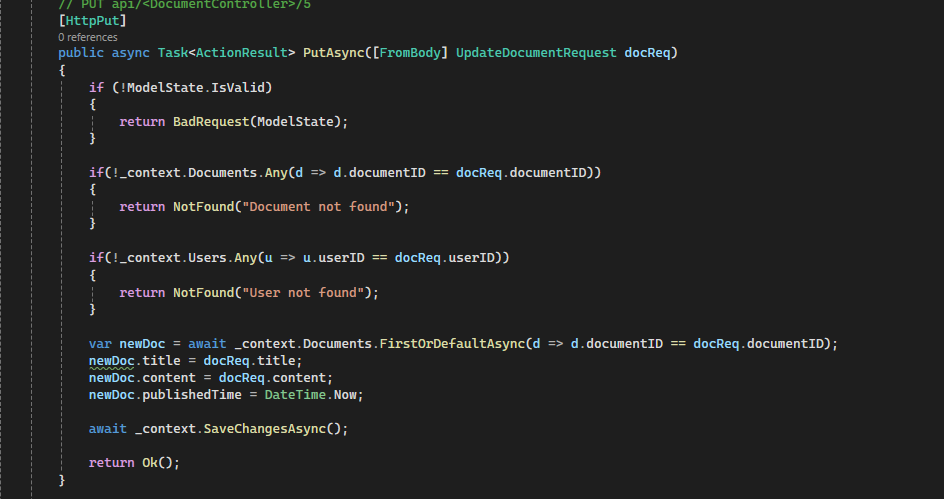 // PUT api/<DocumentController>/5
[HttpPut]
0 references
public async Task<ActionResult> PutAsync([FromBody] UpdateDocumentRequest docReq)
{
if (!ModelState.IsValid)
{
return BadRequest(ModelState);
}
if(!_context.Documents.Any(d => d.documentID == docReq.documentID))
{
return NotFound("Document not found");
}
if(!_context.Users.Any(u => u.userID == docReq.userID))
{
return NotFound("User not found");
}
var newDoc = await _context.Documents.FirstOrDefaultAsync(d => d.documentID == docReq.documentID);
newDoc.title = docReq.title;
newDoc.content = docReq.content;
newDoc.publishedTime = DateTime.Now;
await _context.SaveChangesAsync();
return Ok();
}